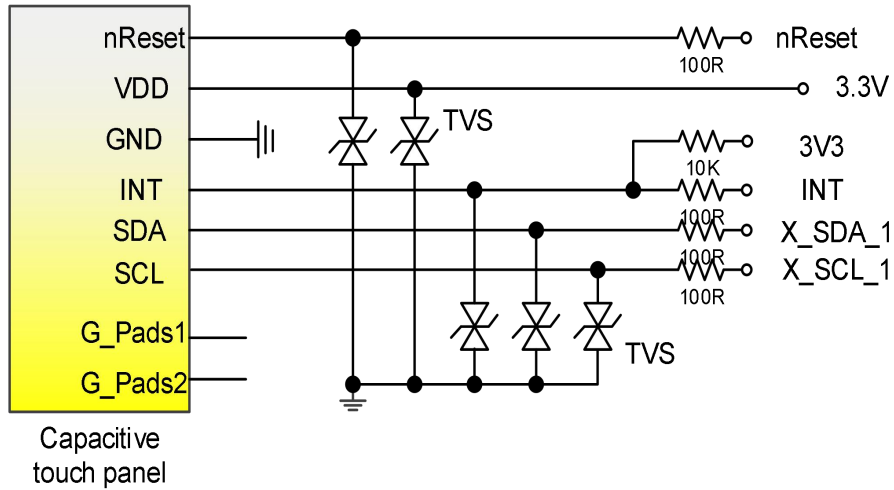 nReset
100R
nReset
VDD
3.3V
TVS
GND
10K
3V3
INT
100R
INT
SDA
100R
X_SDA_1
SCL
100R
X_SCL_1
G_Pads1
TVS
G_Pads2
Capacitive
touch panel